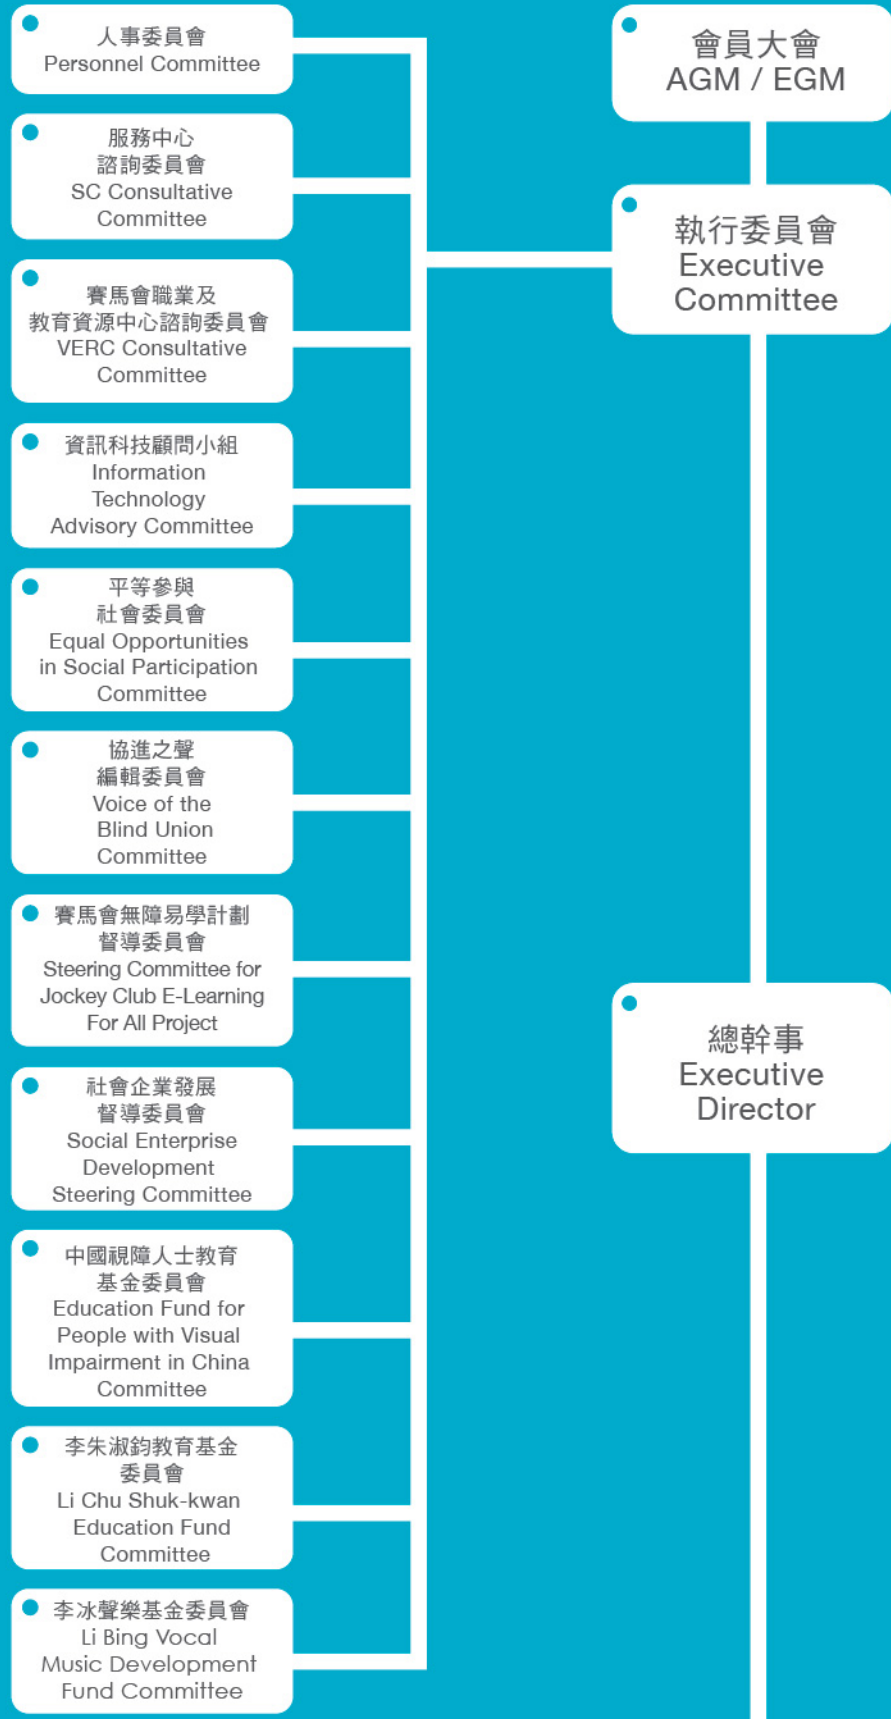 人事委員會
Personnel Committee
服務中心
諮詢委員會
SC Consultative
Committee
賽馬會職業及
教育資源中心諮詢委員會
VERC Consultative
Committee
資訊科技顧問小組
Information
Technology
Advisory Committee
平等參與
社會委員會
Equal Opportunities
in Social Participation
Committee
協進之聲
編輯委員會
Voice of the
Blind Union
Committee
賽馬會無障易學計劃
督導委員會
Steering Committee for
Jockey Club E-Learning
For All Project
社會企業發展
督導委員會
Social Enterprise
Development
Steering Committee
中國視障人士教育
基金委員會
Education Fund for
People with Visual
Impairment in China
Committee
李朱淑鈞教育基金
委員會
Li Chu Shuk-kwan
Education Fund
Committee
李冰聲樂基金委員會
Li Bing Vocal
Music Development
Fund Committee
會員大會
AGM / EGM
執行委員會
Executive
Committee
總幹事
Executive
Director